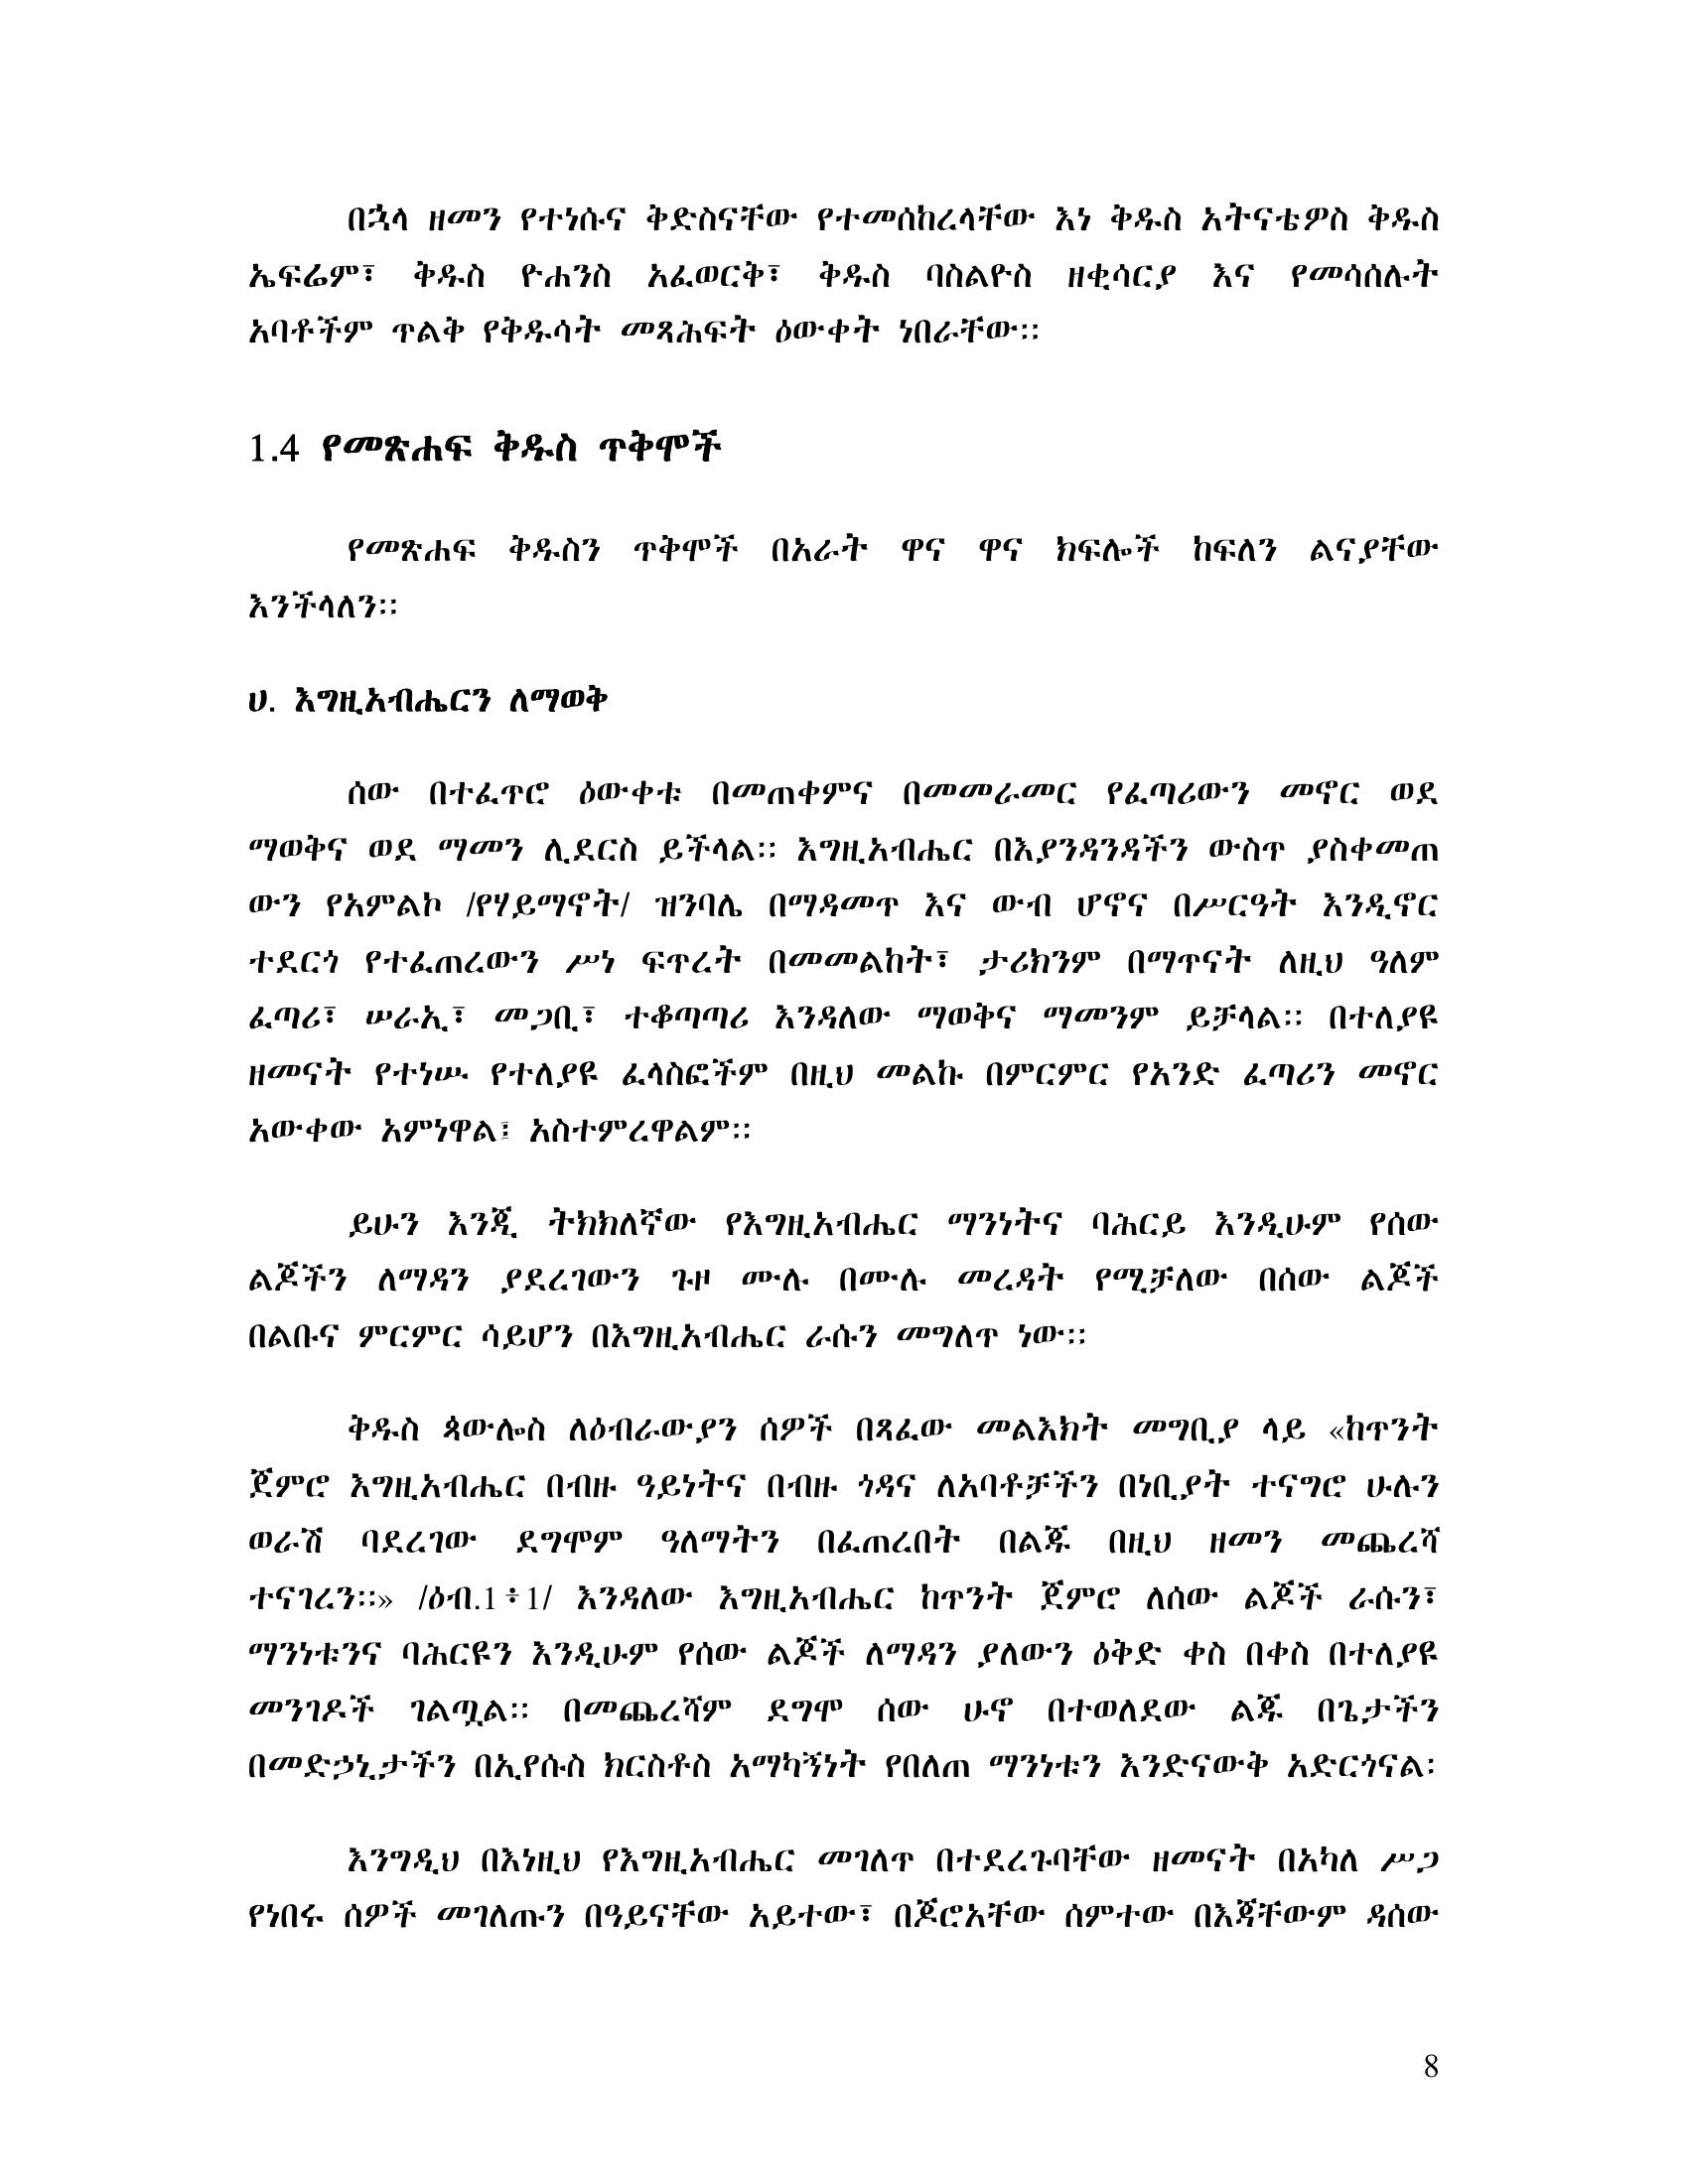 በኋላ ዘመን የተነሱና ቅድስናቸው የተመሰከረላቸው እነ ቅዱስ አትናቴዎስ ቅዱስ
ኤፍሬም፣ ቅዱስ ዮሐንስ አፈወርቅ፣ ቅዱስ ባስልዮስ ዘቂሳርያ እና የመሳሰሉት
አባቶችም ጥልቅ የቅዱሳት መጻሕፍት ዕውቀት ነበራቸው፡፡
1.4 የመጽሐፍ ቅዱስ ጥቅሞች
የመጽሐፍ ቅዱስን ጥቅሞች በአራት ዋና ዋና ክፍሎች ከፍለን ልናያቸው
እንችላለን፡፡
ሀ. እግዚአብሔርን ለማወቅ
ሰው በተፈጥሮ ዕውቀቱ በመጠቀምና በመመራመር የፈጣሪውን መኖር ወደ
ማወቅና ወደ ማመን ሊደርስ ይችላል፡፡ እግዚአብሔር በእያንዳንዳችን ውስጥ ያስቀመጠ
ውን የአምልኮ /የሃይማኖት/ ዝንባሌ በማዳመጥ እና ውብ ሆኖና በሥርዓት እንዲኖር
ተደርጎ የተፈጠረውን ሥነ ፍጥረት በመመልከት፣ ታሪክንም በማጥናት ለዚህ ዓለም
ፈጣሪ፣ ሠራኢ፣ መጋቢ፣ ተቆጣጣሪ እንዳለው ማወቅና ማመንም ይቻላል፡፡ በተለያዩ
ዘመናት የተነሡ የተለያዩ ፈላስፎችም በዚህ መልኩ በምርምር የአንድ ፈጣሪን መኖር
አውቀው አምነዋል፤ አስተምረዋልም፡፡
ይሁን እንጂ ትክክለኛው የእግዚአብሔር ማንነትና ባሕርይ እንዲሁም የሰው
ልጆችን ለማዳን ያደረገውን ጉዞ ሙሉ በሙሉ መረዳት የሚቻለው በሰው ልጆች
በልቡና ምርምር ሳይሆን በእግዚአብሔር ራሱን መግለጥ ነው፡፡
ቅዱስ ጳውሎስ ለዕብራውያን ሰዎች በጻፈው መልእክት መግቢያ ላይ «ከጥንት
ጀምሮ እግዚአብሔር በብዙ ዓይነትና በብዙ ጎዳና ለአባቶቻችን በነቢያት ተናግሮ ሁሉን
ወራሽ ባደረገው ደግሞም ዓለማትን በፈጠረበት በልጁ በዚህ ዘመን መጨረሻ
ተናገረን፡፡» /ዕብ.1፥1/ እንዳለው እግዚአብሔር ከጥንት ጀምሮ ለሰው ልጆች ራሱን፣
ማንነቱንና ባሕርዩን እንዲሁም የሰው ልጆች ለማዳን ያለውን ዕቅድ ቀስ በቀስ በተለያዩ
መንገዶች ገልጧል፡፡ በመጨረሻም ደግሞ ሰው ሁኖ በተወለደው ልጁ በጌታችን
በመድኃኒታችን በኢየሱስ ክርስቶስ አማካኝነት የበለጠ ማንነቱን እንድናውቅ አድርጎናል፡
እንግዲህ በእነዚህ የእግዚአብሔር መገለጥ በተደረጉባቸው ዘመናት በአካለ ሥጋ
የነበሩ ሰዎች መገለጡን በዓይናቸው አይተው፣ በጆሮአቸው ሰምተው በእጃቸውም ዳሰው
8